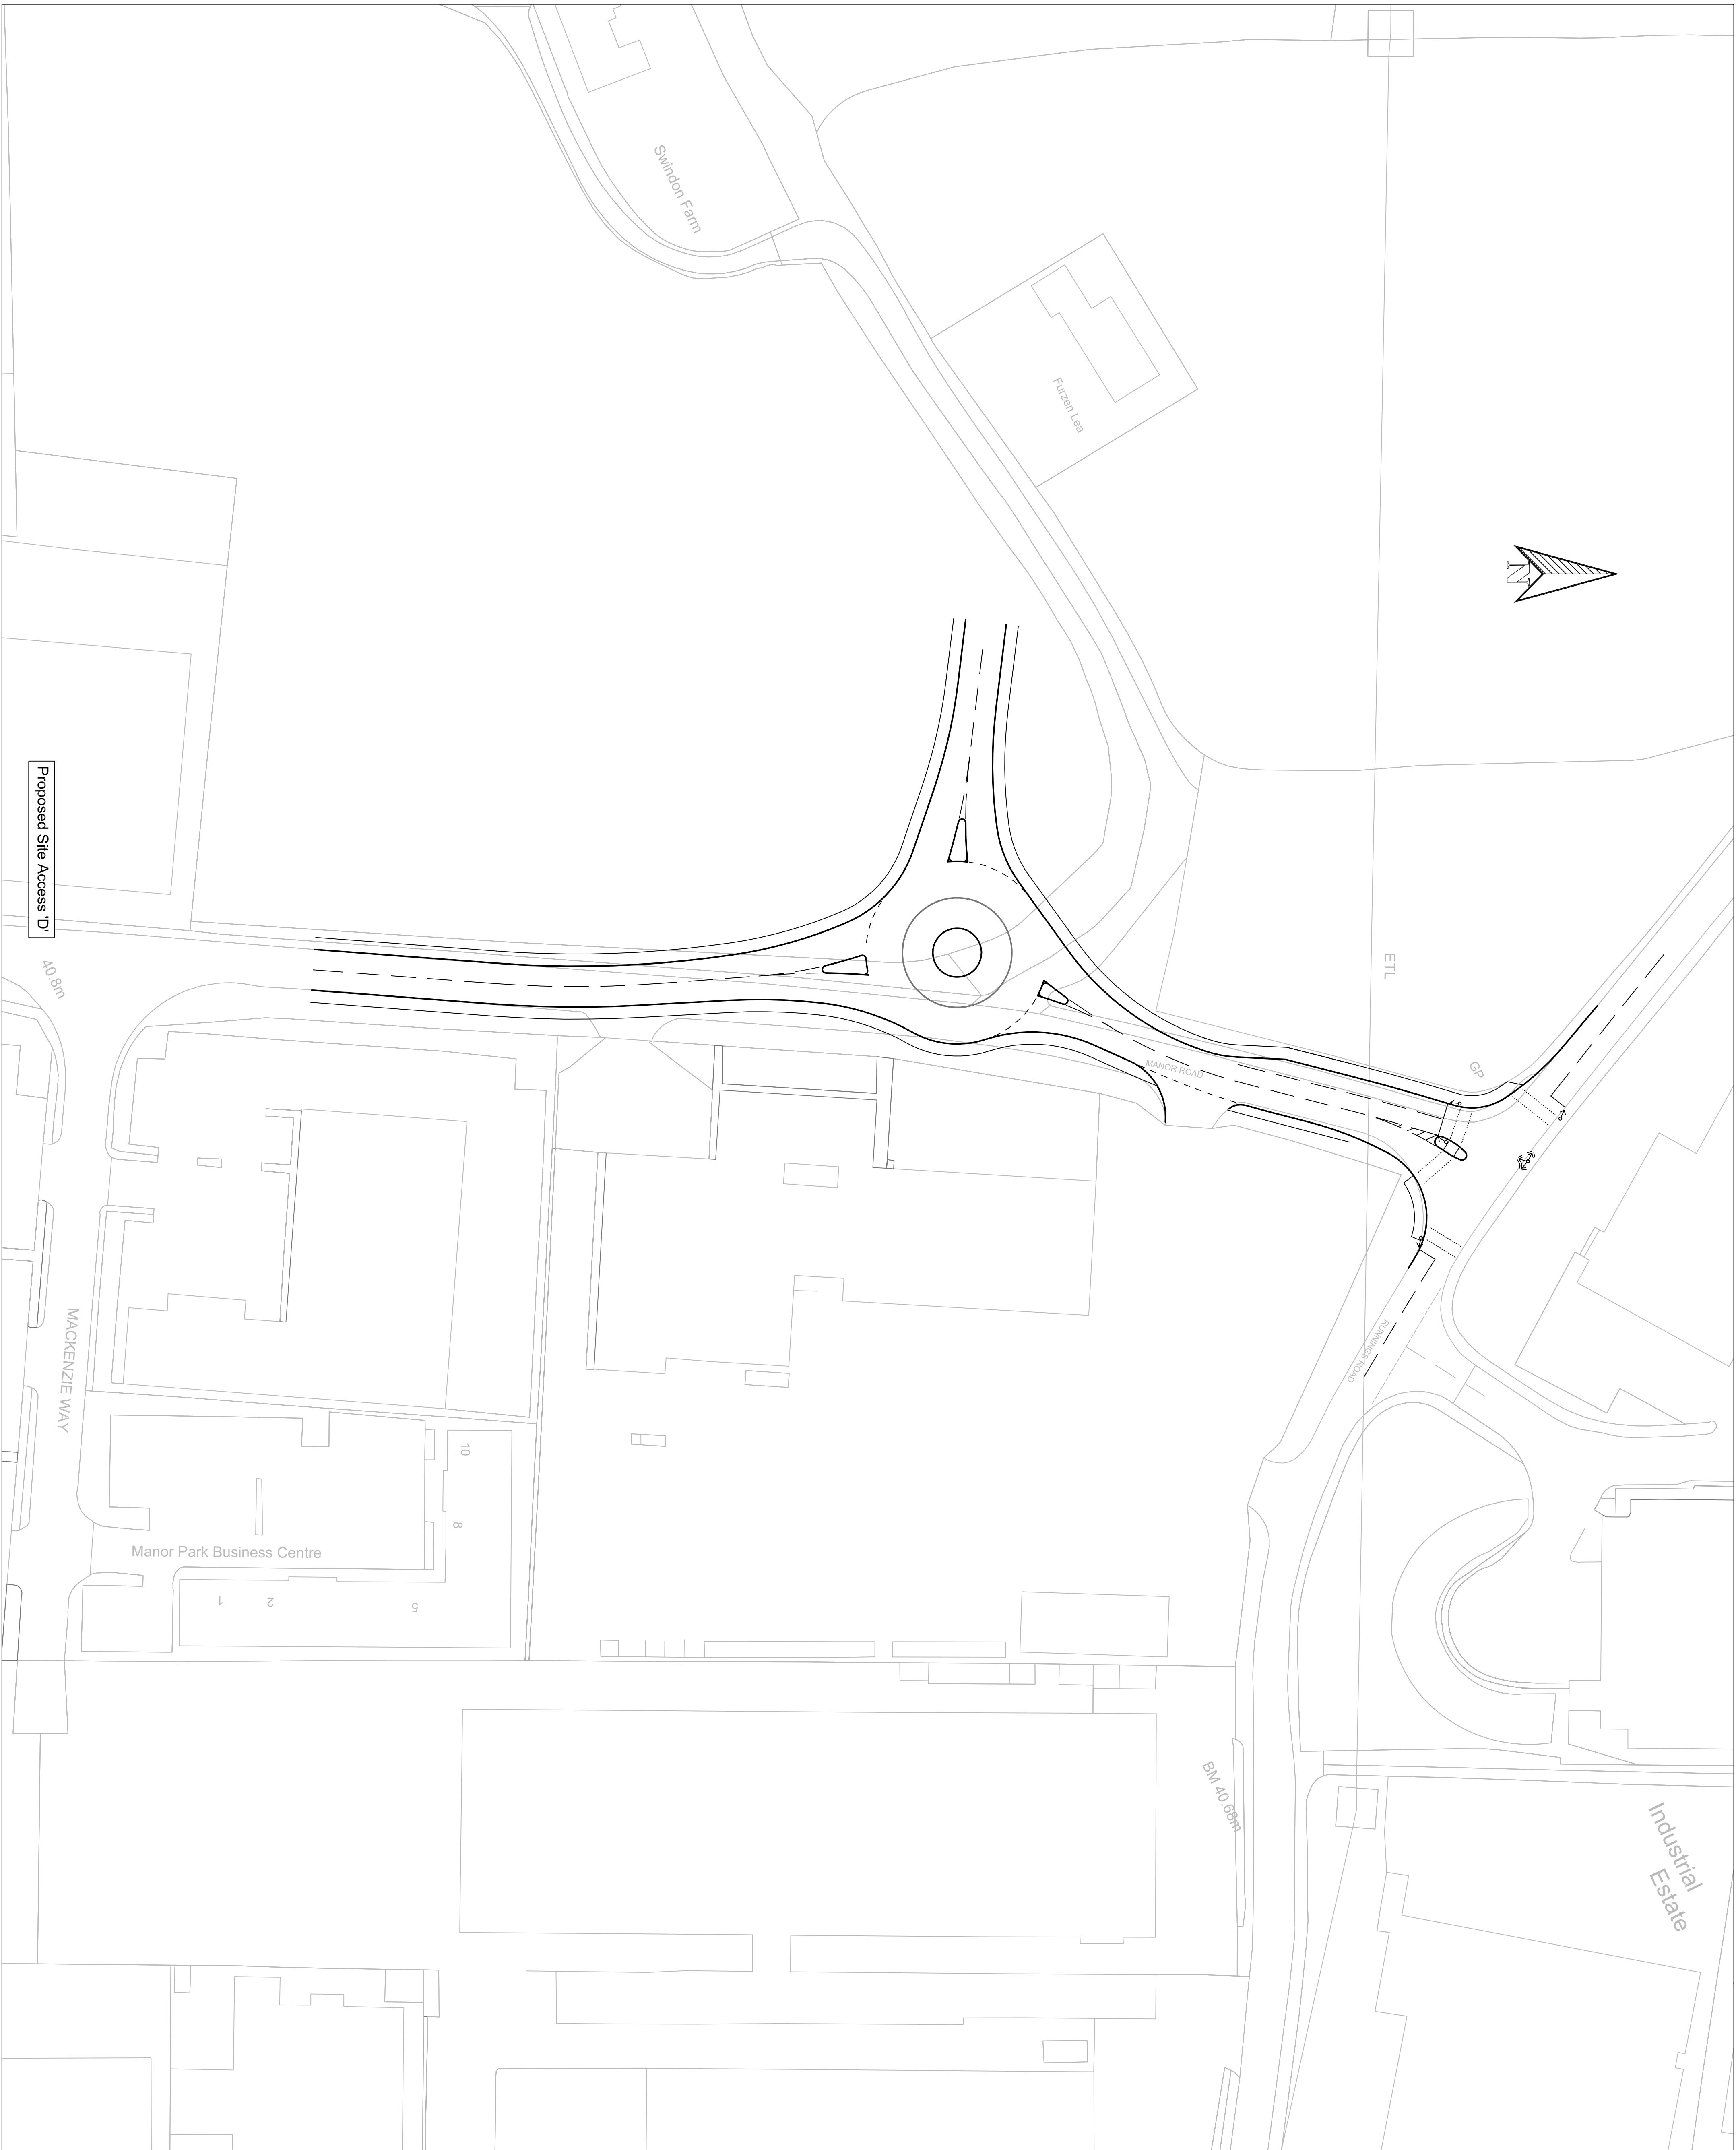 Swindon Farm
Furzen Lea
N
Proposed Site Access 'D'
40.8m
ETL
GP
MANOR ROAD
RUNNINGS ROAD
MACKENZIE WAY
10
8
Manor Park Business Centre
1
2
5
BM 40.68m
Industrial
Estate